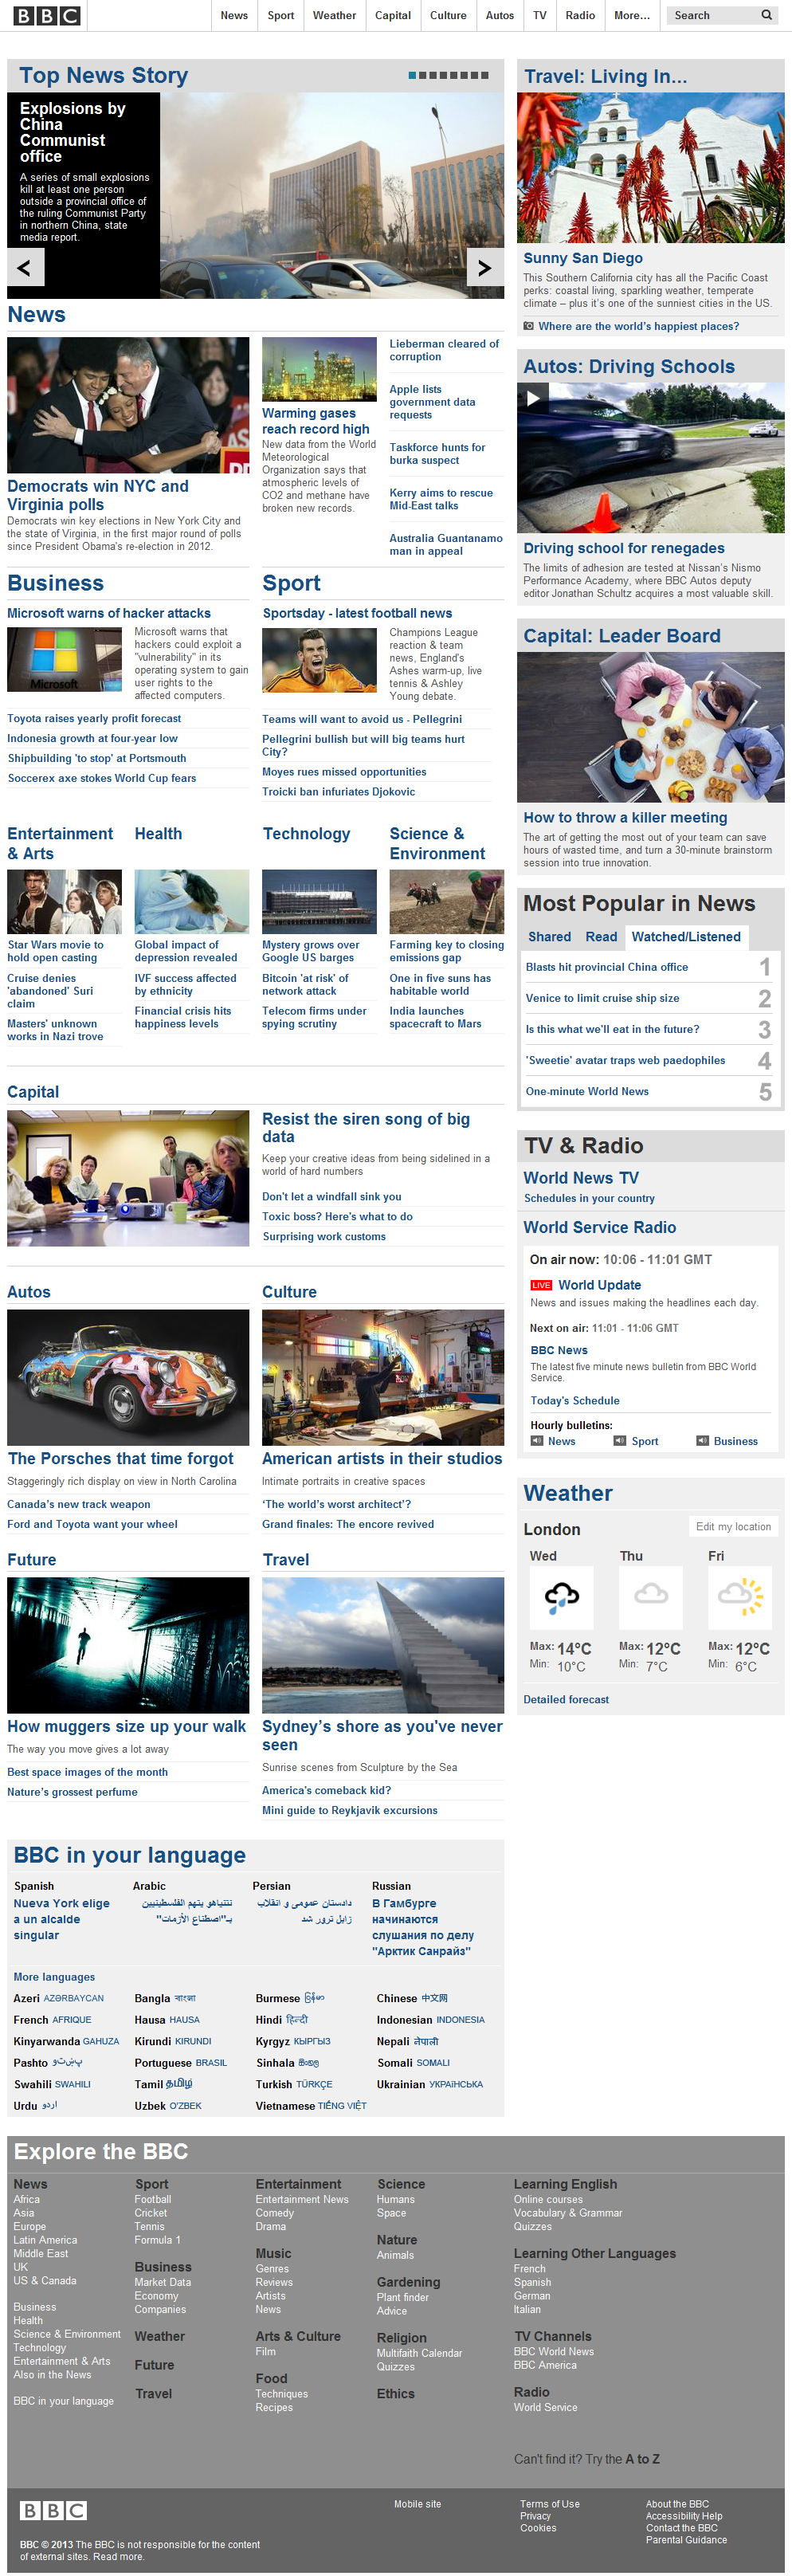 BBC
News Sport Weather Capital Culture Autos TV Radio More... Search
Top News Story
Explosions by
China
Communist
office
A series of small explosions
kill at least one person
outside a provincial office of
the ruling Communist Party
in northern China, state
media report.
News
Democrats win NYC and
Virginia polls
Democrats win key elections in New York City and
the state of Virginia, in the first major round of polls
since President Obama's re-election in 2012.
Warming gases
reach record high
New data from the World
Meteorological
Organization says that
atmospheric levels of
CO2 and methane have
broken new records.
Lieberman cleared of
corruption
Apple lists
government data
requests
Taskforce hunts for
burka suspect
Kerry aims to rescue
Mid-East talks
Australia Guantanamo
man in appeal
Business
Microsoft warns of hacker attacks
Microsoft
Microsoft warns that
hackers could exploit a
"vulnerability" in its
operating system to gain
user rights to the
affected computers.
Toyota raises yearly profit forecast
Indonesia growth at four-year low
Shipbuilding 'to stop' at Portsmouth
Soccerex axe stokes World Cup fears
Sport
Sportsday - latest football news
Champions League
reaction & team
news, England's
Ashes warm-up, live
tennis & Ashley
Young debate.
Teams will want to avoid us - Pellegrini
Pellegrini bullish but will big teams hurt
City?
Moyes rues missed opportunities
Troicki ban infuriates Djokovic
Entertainment
& Arts
Star Wars movie to
hold open casting
Cruise denies
'abandoned' Suri
claim
Masters' unknown
works in Nazi trove
Health
Global impact of
depression revealed
IVF success affected
by ethnicity
Financial crisis hits
happiness levels
Technology
Mystery grows over
Google US barges
Bitcoin 'at risk' of
network attack
Telecom firms under
spying scrutiny
Science &
Environment
Farming key to closing
emissions gap
One in five suns has
habitable world
India launches
spacecraft to Mars
Capital
Resist the siren song of big
data
Keep your creative ideas from being sidelined in a
world of hard numbers
Don't let a windfall sink you
Toxic boss? Here's what to do
Surprising work customs
Autos
The Porsches that time forgot
Staggeringly rich display on view in North Carolina
Canada's new track weapon
Ford and Toyota want your wheel
Culture
American artists in their studios
Intimate portraits in creative spaces
‘The world’s worst architect’?
Grand finales: The encore revived
Future
How muggers size up your walk
The way you move gives a lot away
Best space images of the month
Nature's grossest perfume
Travel
Sydney’s shore as you've never
seen
Sunrise scenes from Sculpture by the Sea
America's comeback kid?
Mini guide to Reykjavik excursions
BBC in your language
Spanish
Nueva York elige
a un alcalde
singular
Arabic
نتنياهو يتهم الفلسطينيين
بـ"اصطناع الأزمات"
Persian
دادستان عمومی و انقلاب
زابل ترور شد
Russian
В Гамбурге
начинаются
слушания по делу
"Арктик Санрайз"
More languages
Azeri AZƏRBAYCAN Bangla বাংলা Burmese Chinese 中文网
French AFRIQUE Hausa HAUSA Hindi हिन्दी Indonesian INDONESIA
Kinyarwanda GAHUZA Kirundi KIRUNDI Kyrgyz КЫРГЫЗ Nepali नेपाली
Pashto پښتو Portuguese BRASIL Sinhala සිංහල Somali SOMALI
Swahili SWAHILI Tamil தமிழ் Turkish TÜRKÇE Ukrainian УКРАЇНСЬКА
Urdu اردو Uzbek O'ZBEK Vietnamese TIẾNG VIỆT
Travel: Living In...
Sunny San Diego
This Southern California city has all the Pacific Coast
perks: coastal living, sparkling weather, temperate
climate – plus it’s one of the sunniest cities in the US.
Where are the world’s happiest places?
Autos: Driving Schools
Driving school for renegades
The limits of adhesion are tested at Nissan’s Nismo
Performance Academy, where BBC Autos deputy
editor Jonathan Schultz acquires a most valuable skill.
Capital: Leader Board
How to throw a killer meeting
The art of getting the most out of your team can save
hours of wasted time, and turn a 30-minute brainstorm
session into true innovation.
Most Popular in News
Shared Read Watched/Listened
Blasts hit provincial China office 1
Venice to limit cruise ship size 2
Is this what we'll eat in the future? 3
'Sweetie' avatar traps web paedophiles 4
One-minute World News 5
TV & Radio
World News TV
Schedules in your country
World Service Radio
On air now: 10:06 - 11:01 GMT
LIVE World Update
News and issues making the headlines each day.
Next on air: 11:01 - 11:06 GMT
BBC News
The latest five minute news bulletin from BBC World
Service.
Today's Schedule
Hourly bulletins:
News Sport Business
Weather
London Edit my location
Wed Thu Fri
Max: 14°C Max: 12°C Max: 12°C
Min: 10°C Min: 7°C Min: 6°C
Detailed forecast
Explore the BBC
News
Africa
Asia
Europe
Latin America
Middle East
UK
US & Canada
Business
Health
Science & Environment
Technology
Entertainment & Arts
Also in the News
BBC in your language
Sport
Football
Cricket
Tennis
Formula 1
Business
Market Data
Economy
Companies
Weather
Future
Travel
Entertainment
Entertainment News
Comedy
Drama
Music
Genres
Reviews
Artists
News
Arts & Culture
Film
Food
Techniques
Recipes
Science
Humans
Space
Nature
Animals
Gardening
Plant finder
Advice
Religion
Multifaith Calendar
Quizzes
Ethics
Learning English
Online courses
Vocabulary & Grammar
Quizzes
Learning Other Languages
French
Spanish
German
Italian
TV Channels
BBC World News
BBC America
Radio
World Service
Can't find it? Try the A to Z
BBC
BBC © 2013 The BBC is not responsible for the content
of external sites. Read more.
Mobile site
Terms of Use
Privacy
Cookies
About the BBC
Accessibility Help
Contact the BBC
Parental Guidance